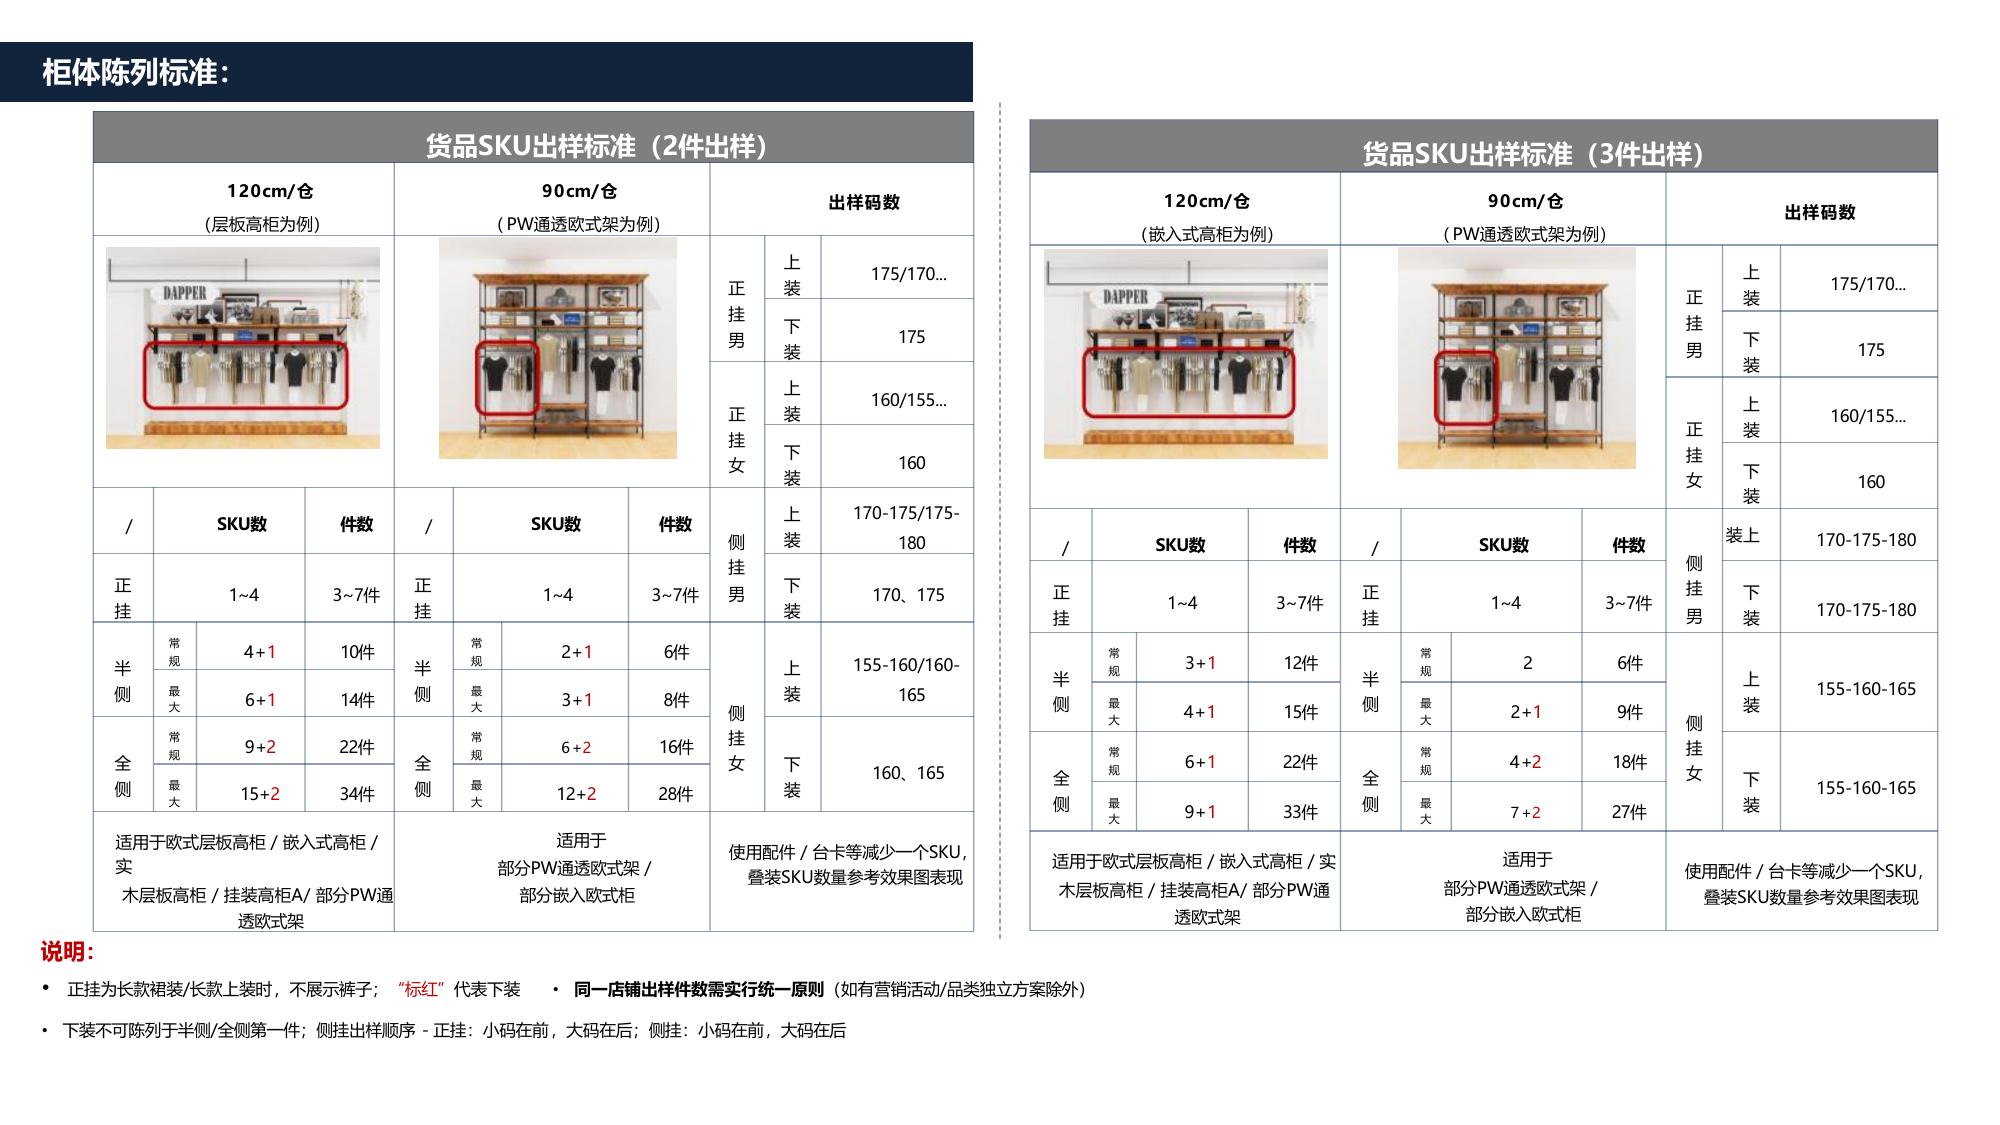 柜体陈列标准：
货品SKU出样标准（2件出样）
120cm/仓
（层板高柜为例）
90cm/仓
（PW通透欧式架为例）
出样码数
DAPPER
正挂男
上装
175/170...
下装
175
正挂女
上装
160/155...
下装
160
/
SKU数
件数
/
SKU数
件数
侧挂男
上装
170-175/175-
180
正挂
1~4
3~7件
正挂
1~4
3~7件
下装
170、175
半侧
常规
4+1
10件
半侧
常规
2+1
6件
侧挂女
上装
155-160/160-
165
最大
6+1
14件
最大
3+1
8件
全侧
常规
9+2
22件
全侧
常规
6+2
16件
下装
160、165
最大
15+2
34件
最大
12+2
28件
适用于欧式层板高柜 / 嵌入式高柜 /
实
木层板高柜 / 挂装高柜A/ 部分PW通
透欧式架
适用于
部分PW通透欧式架 /
部分嵌入欧式柜
使用配件 / 台卡等减少一个SKU，
叠装SKU数量参考效果图表现
货品SKU出样标准（3件出样）
120cm/仓
（嵌入式高柜为例）
90cm/仓
（PW通透欧式架为例）
出样码数
DAPPER
正挂男
上装
175/170...
下装
175
正挂女
上装
160/155...
下装
160
/
SKU数
件数
/
SKU数
件数
侧挂男
装上
170-175-180
正挂
1~4
3~7件
正挂
1~4
3~7件
下装
170-175-180
半侧
常规
3+1
12件
半侧
常规
2
6件
侧挂女
上装
155-160-165
最大
4+1
15件
最大
2+1
9件
全侧
常规
6+1
22件
全侧
常规
4+2
18件
下装
155-160-165
最大
9+1
33件
最大
7+2
27件
适用于欧式层板高柜 / 嵌入式高柜 / 实
木层板高柜 / 挂装高柜A/ 部分PW通
透欧式架
适用于
部分PW通透欧式架 /
部分嵌入欧式柜
使用配件 / 台卡等减少一个SKU，
叠装SKU数量参考效果图表现
说明：
• 正挂为长款裙装/长款上装时，不展示裤子；“标红”代表下装 • 同一店铺出样件数需实行统一原则（如有营销活动/品类独立方案除外）
• 下装不可陈列于半侧/全侧第一件；侧挂出样顺序 - 正挂：小码在前，大码在后；侧挂：小码在前，大码在后